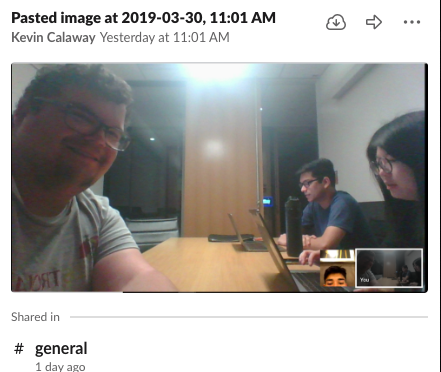 Pasted image at 2019-03-30, 11:01 AM
Kevin Calaway Yesterday at 11:01 AM
You
Shared in
# general
1 day ago